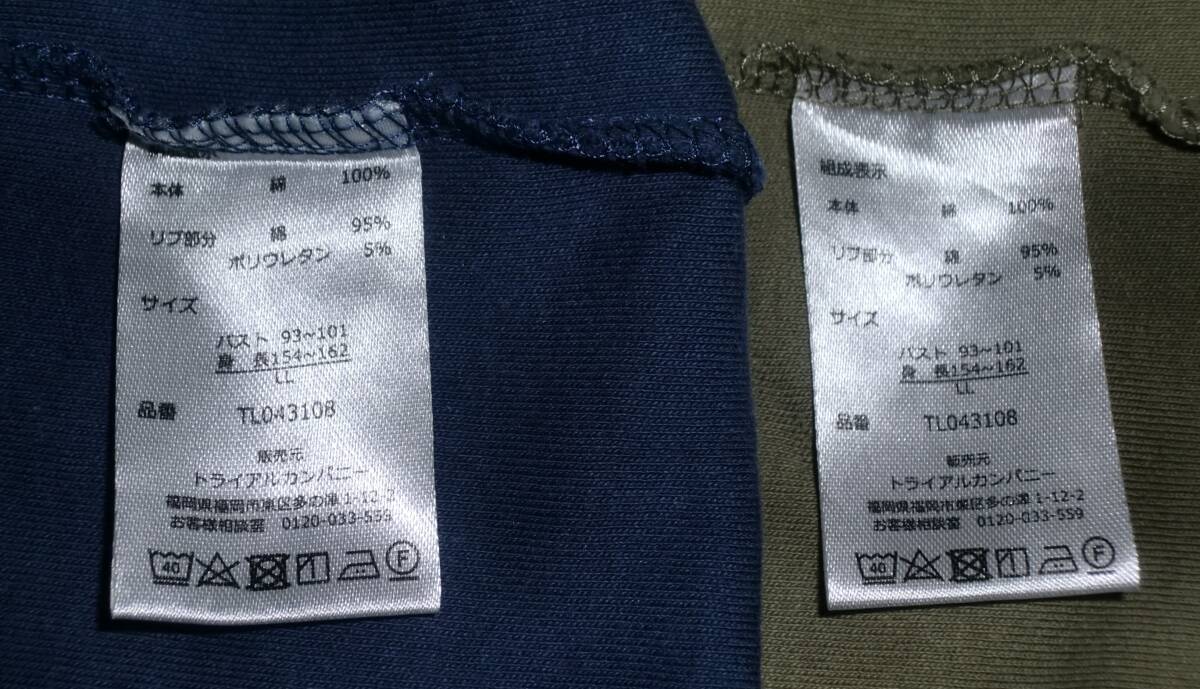 本体 綿 100%
リブ部分 綿 95%
ポリウレタン 5%
サイズ
バスト 93~101
身 長154~162
LL
品番 TL043108
販売元
トライアルカンパニー
福岡県福岡市東区多の津1-12-2
お客様相談室 0120-033-559
40
F
組成表示
本体 綿 100%
リブ部分 綿 95%
ポリウレタン 5%
サイズ
バスト 93~101
身 長154~162
LL
品番 TL043108
販売元
トライアルカンパニー
福岡県福岡市東区多の津1-12-2
お客様相談室 0120-033-559
40
F